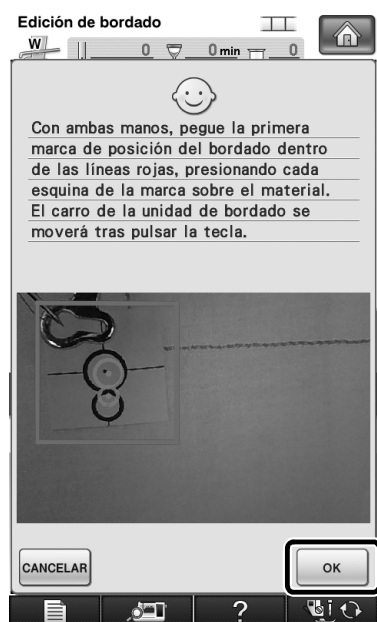 Edición de bordado
W 0 0 min 0
Con ambas manos, pegue la primera
marca de posición del bordado dentro
de las líneas rojas, presionando cada
esquina de la marca sobre el material.
El carro de la unidad de bordado se
moverá tras pulsar la tecla.
CANCELAR OK
?